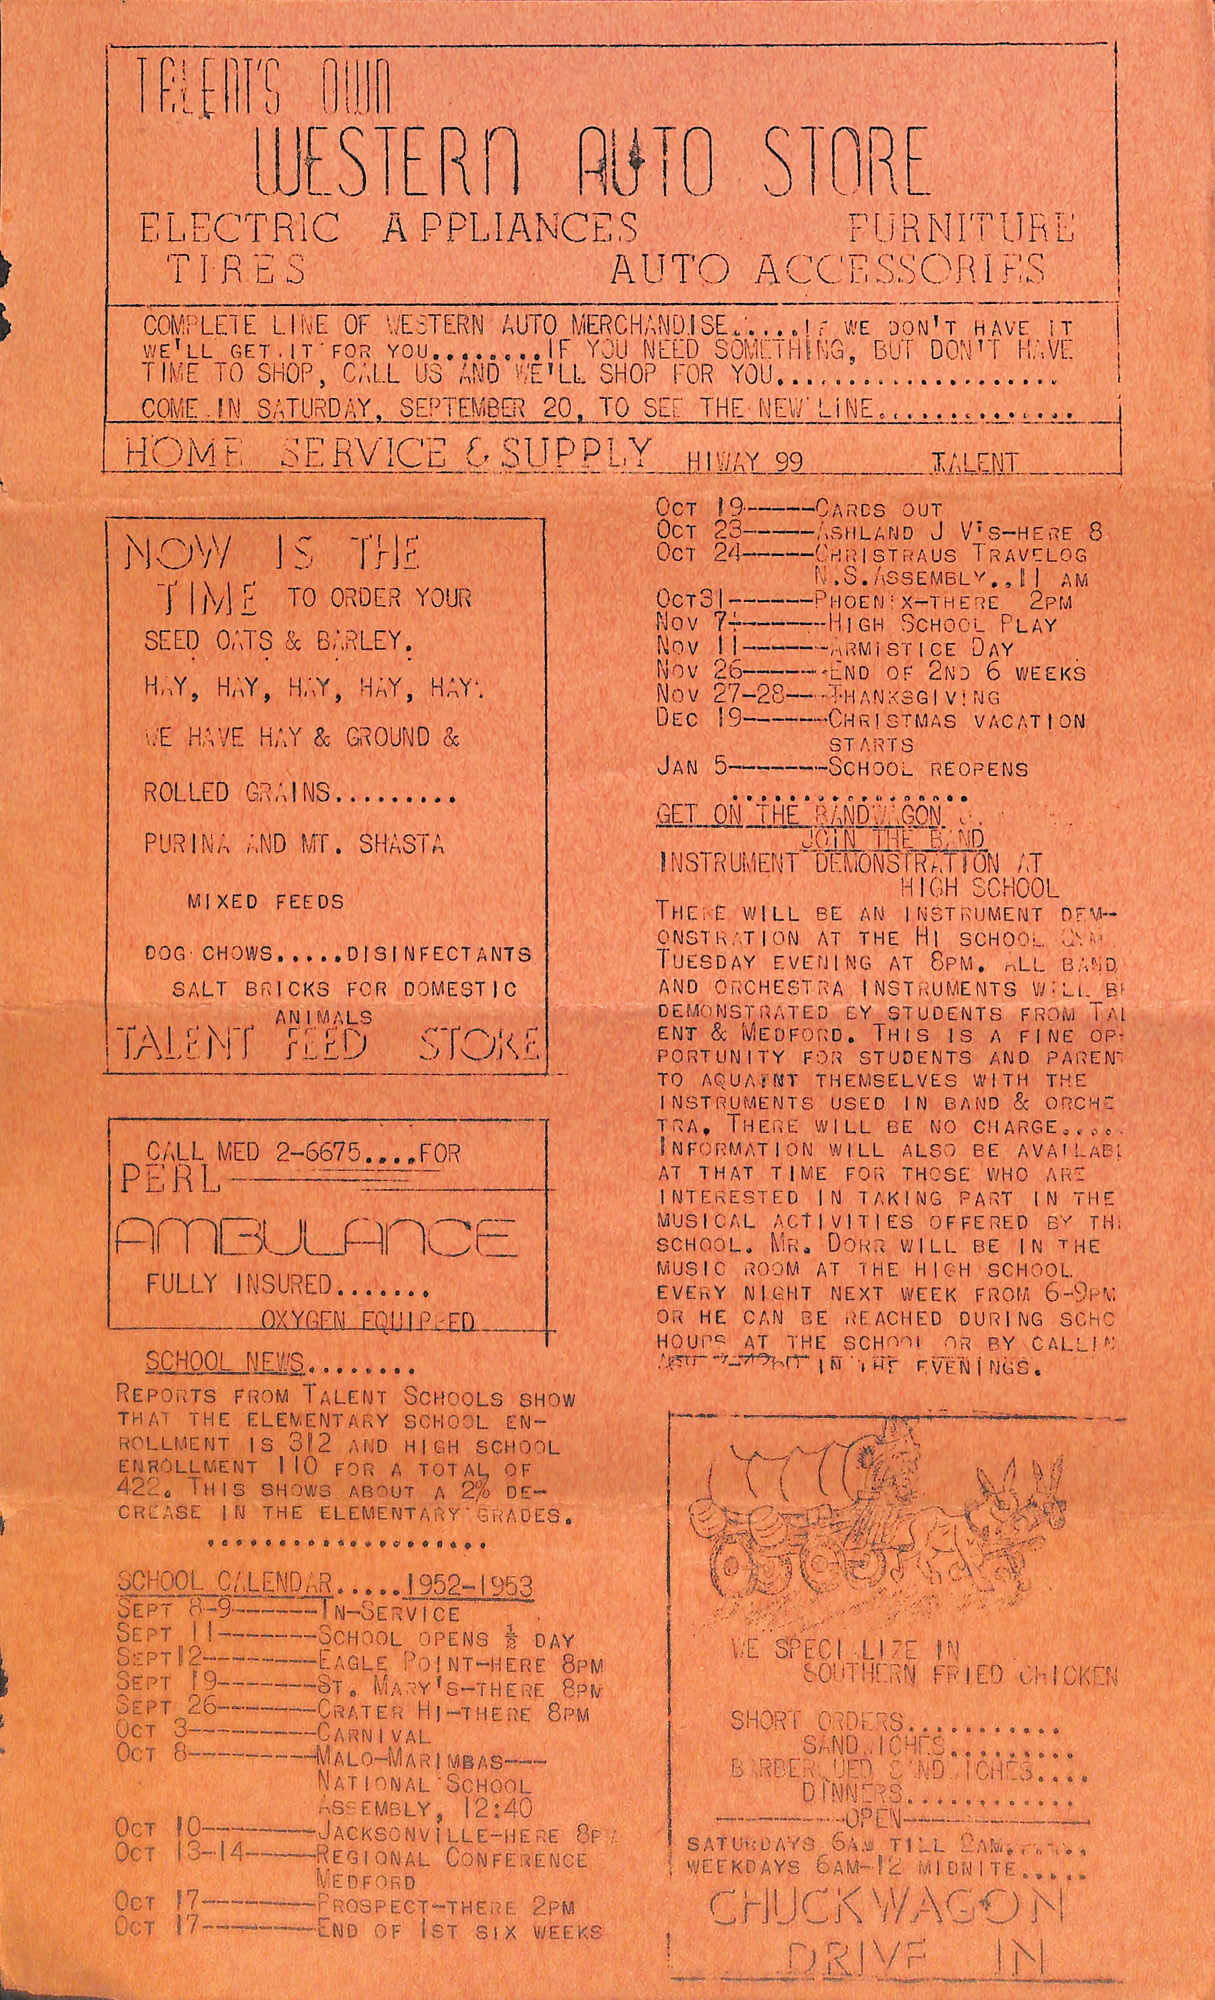 TALENT'S OWN
WESTERN AUTO STORE
ELECTRIC APPLIANCES FURNITURE
TIRES AUTO ACCESSORIES
COMPLETE LINE OF WESTERN AUTO MERCHANDISE......IF WE DON'T HAVE IT
WE'LL GET IT FOR YOU........IF YOU NEED SOMETHING, BUT DON'T HAVE
TIME TO SHOP, CALL US AND WE'LL SHOP FOR YOU....................
COME IN SATURDAY, SEPTEMBER 20, TO SEE THE NEW LINE..............
HOME SERVICE & SUPPLY HIWAY 99 TALENT
NOW IS THE
TIME TO ORDER YOUR
SEED OATS & BARLEY.
HAY, HAY, HAY, HAY, HAY.
WE HAVE HAY & GROUND &
ROLLED GRAINS.........
PURINA AND MT. SHASTA
MIXED FEEDS
DOG CHOWS.....DISINFECTANTS
SALT BRICKS FOR DOMESTIC
ANIMALS
TALENT FEED STORE
CALL MED 2-6675....FOR
PERL
AMBULANCE
FULLY INSURED.......
OXYGEN EQUIPPED
SCHOOL NEWS........
REPORTS FROM TALENT SCHOOLS SHOW
THAT THE ELEMENTARY SCHOOL EN-
ROLLMENT IS 312 AND HIGH SCHOOL
ENROLLMENT 110 FOR A TOTAL OF
422. THIS SHOWS ABOUT A 2% DE-
CREASE IN THE ELEMENTARY GRADES.
....................
SCHOOL CALENDAR.....1952-1953
SEPT 8-9------IN-SERVICE
SEPT 11-------SCHOOL OPENS ½ DAY
SEPT12--------EAGLE POINT-HERE 8PM
SEPT 19-------ST. MARY'S-THERE 8PM
SEPT 26-------CRATER HI-THERE 8PM
OCT 3---------CARNIVAL
OCT 8---------MALO-MARIMBAS---
NATIONAL SCHOOL
ASSEMBLY, 12:40
OCT 10--------JACKSONVILLE-HERE 8PM
OCT 13-14-----REGIONAL CONFERENCE
MEDFORD
OCT 17--------PROSPECT-THERE 2PM
OCT 17--------END OF 1ST SIX WEEKS
OCT 19-----CARDS OUT
OCT 23-----ASHLAND J V'S-HERE 8
OCT 24-----CHRISTRAUS TRAVELOG
N.S.ASSEMBLY..11 AM
OCT31------PHOENIX-THERE 2PM
NOV 7-------HIGH SCHOOL PLAY
NOV 11------ARMISTICE DAY
NOV 26------END OF 2ND 6 WEEKS
NOV 27-28---THANKSGIVING
DEC 19------CHRISTMAS VACATION
STARTS
JAN 5-------SCHOOL REOPENS
.................
GET ON THE BANDWAGON
JOIN THE BAND
INSTRUMENT DEMONSTRATION AT
HIGH SCHOOL
THERE WILL BE AN INSTRUMENT DEM-
ONSTRATION AT THE HI SCHOOL GYM
TUESDAY EVENING AT 8PM. ALL BAND
AND ORCHESTRA INSTRUMENTS WILL B
DEMONSTRATED BY STUDENTS FROM TAL
ENT & MEDFORD. THIS IS A FINE OP-
PORTUNITY FOR STUDENTS AND PARENT
TO AQUAINT THEMSELVES WITH THE
INSTRUMENTS USED IN BAND & ORCHE
TRA. THERE WILL BE NO CHARGE.....
INFORMATION WILL ALSO BE AVAILABL
AT THAT TIME FOR THOSE WHO ARE
INTERESTED IN TAKING PART IN THE
MUSICAL ACTIVITIES OFFERED BY TH
SCHOOL. MR. DORR WILL BE IN THE
MUSIC ROOM AT THE HIGH SCHOOL
EVERY NIGHT NEXT WEEK FROM 6-9PM
OR HE CAN BE REACHED DURING SCHO
HOURS AT THE SCHOOL OR BY CALLIN
IN THE EVENINGS.
WE SPECIALIZE IN
SOUTHERN FRIED CHICKEN
SHORT ORDERS...........
SANDWICHES.........
BARBERQUED SANDWICHES....
DINNERS............
---------OPEN-------------
SATURDAYS 6AM TILL 2AM......
WEEKDAYS 6AM-12 MIDNITE.....
CHUCKWAGON
DRIVE IN